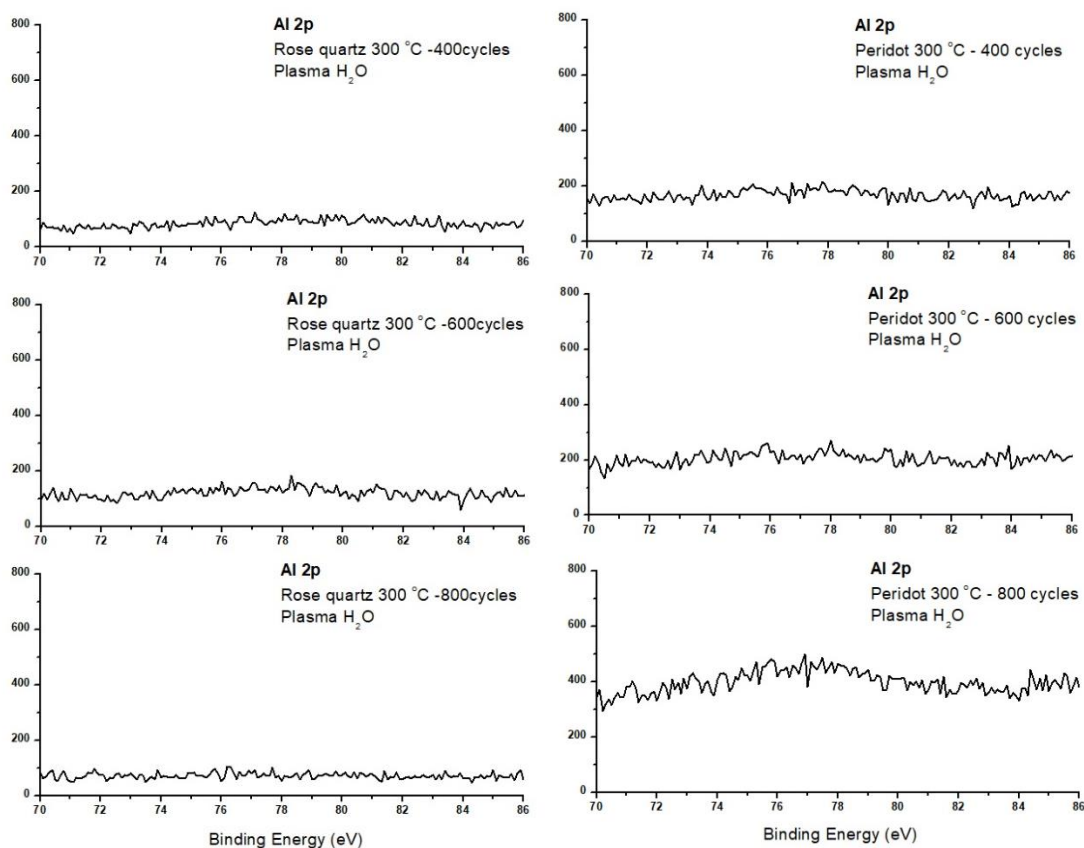 Al 2p
Rose quartz 300 °C -400cycles
Plasma H₂O
800
600
400
200
0
70 72 74 76 78 80 82 84 86
Al 2p
Peridot 300 °C - 400 cycles
Plasma H₂O
800
600
400
200
0
70 72 74 76 78 80 82 84 86
Al 2p
Rose quartz 300 °C -600cycles
Plasma H₂O
800
600
400
200
0
70 72 74 76 78 80 82 84 86
Al 2p
Peridot 300 °C - 600 cycles
Plasma H₂O
800
600
400
200
0
70 72 74 76 78 80 82 84 86
Al 2p
Rose quartz 300 °C -800cycles
Plasma H₂O
800
600
400
200
0
70 72 74 76 78 80 82 84 86
Binding Energy (eV)
Al 2p
Peridot 300 °C - 800 cycles
Plasma H₂O
800
600
400
200
0
70 72 74 76 78 80 82 84 86
Binding Energy (eV)